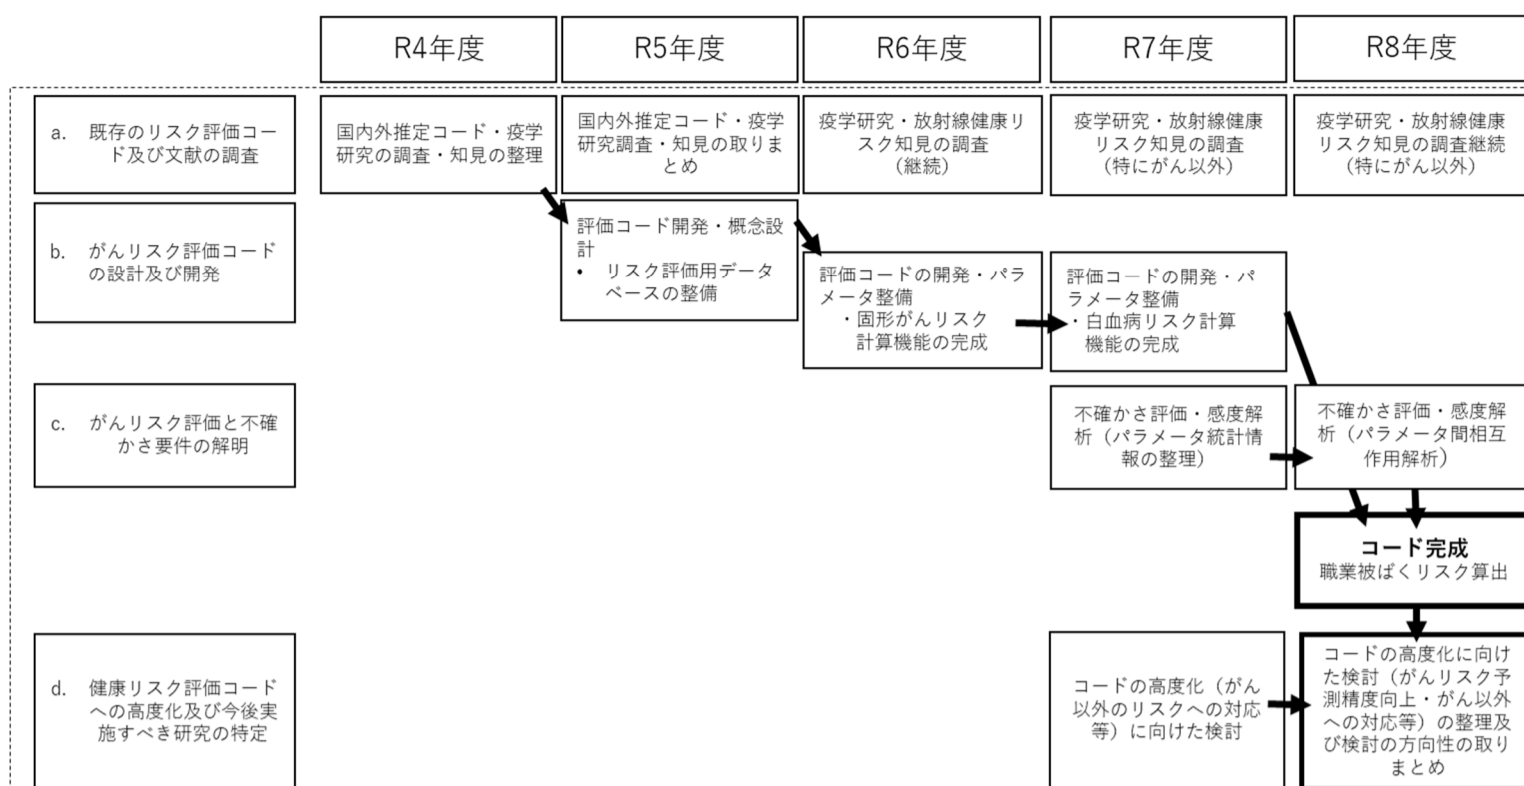 R4年度
R5年度
R6年度
R7年度
R8年度
a. 既存のリスク評価コー
ド及び文献の調査
国内外推定コード・疫学
研究の調査・知見の整理
国内外推定コード・疫学
研究調査・知見の取りま
とめ
疫学研究・放射線健康リ
スク知見の調査
(継続)
疫学研究・放射線健康
リスク知見の調査
(特にがん以外)
疫学研究・放射線健康
リスク知見の調査継続
(特にがん以外)
b. がんリスク評価コード
の設計及び開発
評価コード開発・概念設
計
• リスク評価用データ
ベースの整備
評価コードの開発・パラ
メータ整備
・固形がんリスク
計算機能の完成
評価コードの開発・パ
ラメータ整備
・白血病リスク計算
機能の完成
c. がんリスク評価と不確
かさ要件の解明
不確かさ評価・感度解
析（パラメータ統計情
報の整理）
不確かさ評価・感度解
析（パラメータ間相互
作用解析）
コード完成
職業被ばくリスク算出
d. 健康リスク評価コード
への高度化及び今後実
施すべき研究の特定
コードの高度化（がん
以外のリスクへの対応
等）に向けた検討
コードの高度化に向け
た検討（がんリスク予
測精度向上・がん以外
への対応等）の整理及
び検討の方向性の取り
まとめ